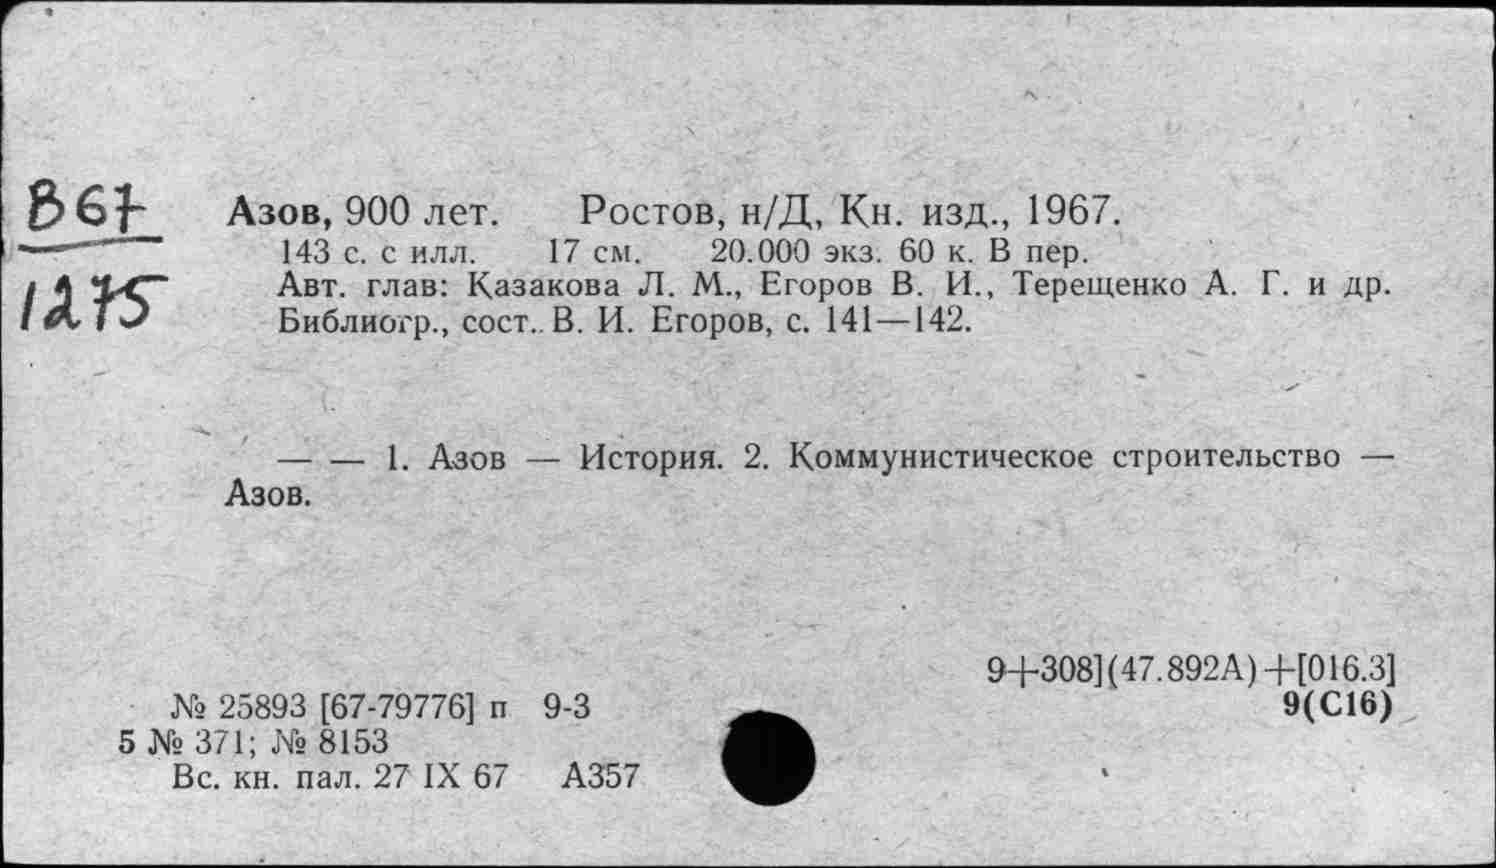 В67
1275
Азов, 900 лет. Ростов, н/Д, Кн. изд., 1967.
143 с. с илл. 17 см. 20.000 экз. 60 к. В пер.
Авт. глав: Казакова Л. М., Егоров В. И., Терещенко А. Г. и др.
Библиогр., сост. В. И. Егоров, с. 141—142.
— — 1. Азов — История. 2. Коммунистическое строительство —
Азов.
9+308](47.892А)+[016.3]
9(С16)
№ 25893 [67-79776] п 9-3
5 № 371; № 8153
Вс. кн. пал. 27 IX 67 А357